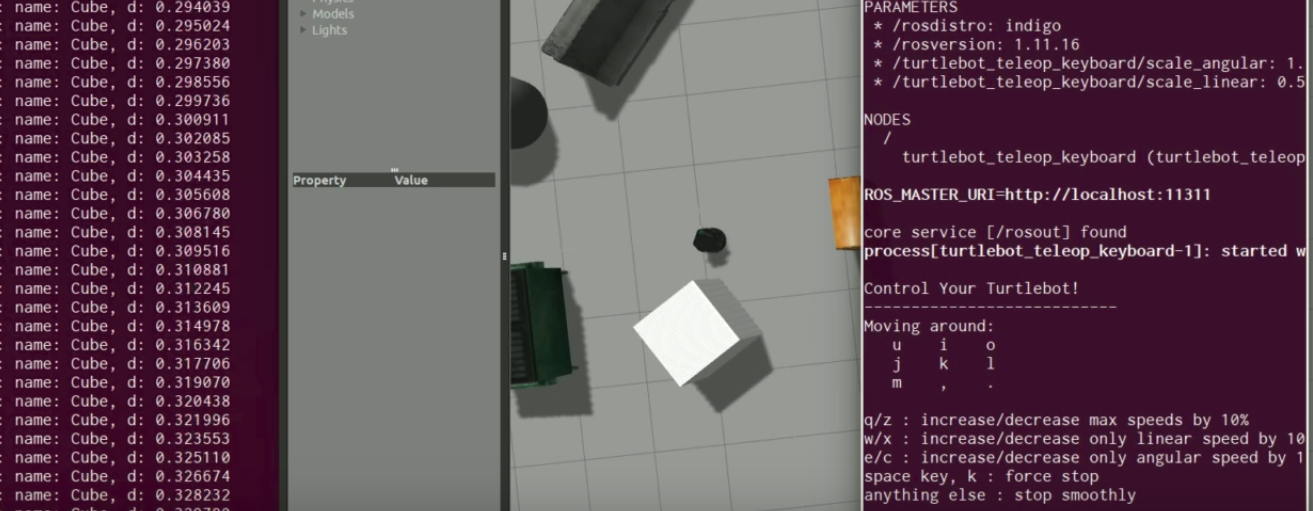 : name: Cube, d: 0.294039
: name: Cube, d: 0.295024
: name: Cube, d: 0.296203
: name: Cube, d: 0.297380
: name: Cube, d: 0.298556
: name: Cube, d: 0.299736
: name: Cube, d: 0.300911
: name: Cube, d: 0.302085
: name: Cube, d: 0.303258
: name: Cube, d: 0.304435
: name: Cube, d: 0.305608
: name: Cube, d: 0.306780
: name: Cube, d: 0.308145
: name: Cube, d: 0.309516
: name: Cube, d: 0.310881
: name: Cube, d: 0.312245
: name: Cube, d: 0.313609
: name: Cube, d: 0.314978
: name: Cube, d: 0.316342
: name: Cube, d: 0.317706
: name: Cube, d: 0.319070
: name: Cube, d: 0.320438
: name: Cube, d: 0.321996
: name: Cube, d: 0.323553
: name: Cube, d: 0.325110
: name: Cube, d: 0.326674
: name: Cube, d: 0.328232
Physics
Models
Lights
Property Value
PARAMETERS
* /rosdistro: indigo
* /rosversion: 1.11.16
* /turtlebot_teleop_keyboard/scale_angular: 1.
* /turtlebot_teleop_keyboard/scale_linear: 0.5
NODES
/
turtlebot_teleop_keyboard (turtlebot_teleop
ROS_MASTER_URI=http://localhost:11311
core service [/rosout] found
process[turtlebot_teleop_keyboard-1]: started w
Control Your Turtlebot!
---------------------------
Moving around:
u i o
j k l
m , .
q/z : increase/decrease max speeds by 10%
w/x : increase/decrease only linear speed by 10
e/c : increase/decrease only angular speed by 1
space key, k : force stop
anything else : stop smoothly